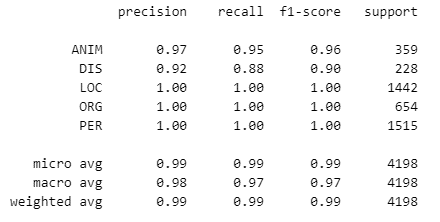 precision recall f1-score support
ANIM 0.97 0.95 0.96 359
DIS 0.92 0.88 0.90 228
LOC 1.00 1.00 1.00 1442
ORG 1.00 1.00 1.00 654
PER 1.00 1.00 1.00 1515
micro avg 0.99 0.99 0.99 4198
macro avg 0.98 0.97 0.97 4198
weighted avg 0.99 0.99 0.99 4198